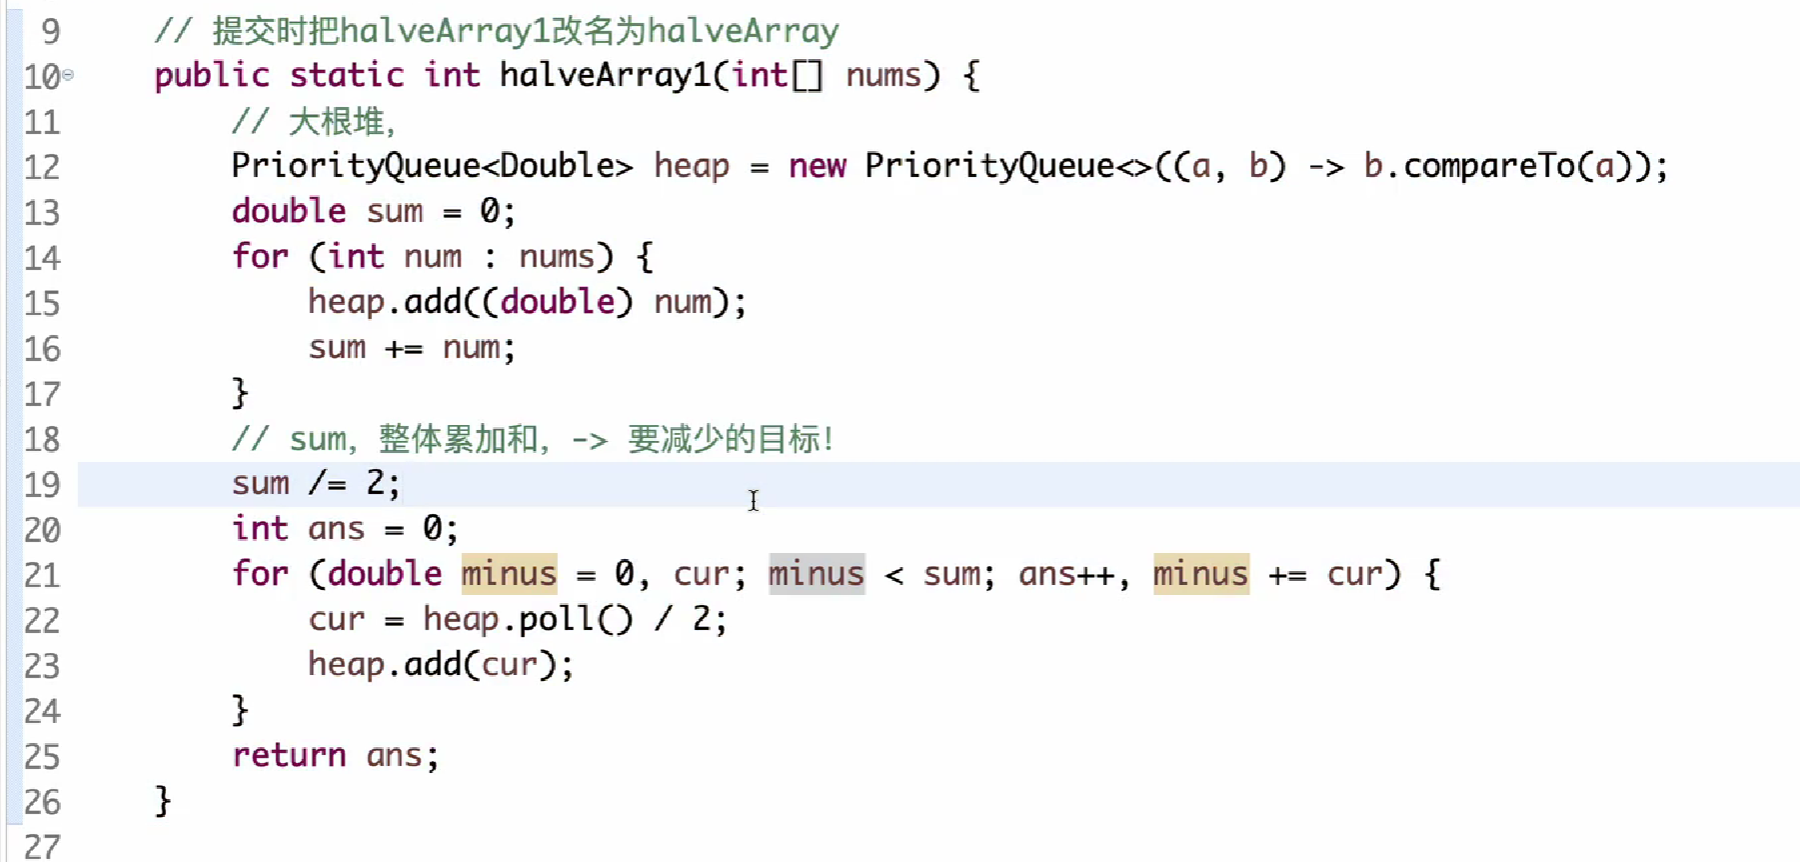 9 // 提交时把halveArray1改名为halveArray
10 public static int halveArray1(int[] nums) {
11 // 大根堆，
12 PriorityQueue<Double> heap = new PriorityQueue<>((a, b) -> b.compareTo(a));
13 double sum = 0;
14 for (int num : nums) {
15 heap.add((double) num);
16 sum += num;
17 }
18 // sum，整体累加和，-> 要减少的目标！
19 sum /= 2;
20 int ans = 0;
21 for (double minus = 0, cur; minus < sum; ans++, minus += cur) {
22 cur = heap.poll() / 2;
23 heap.add(cur);
24 }
25 return ans;
26 }
27